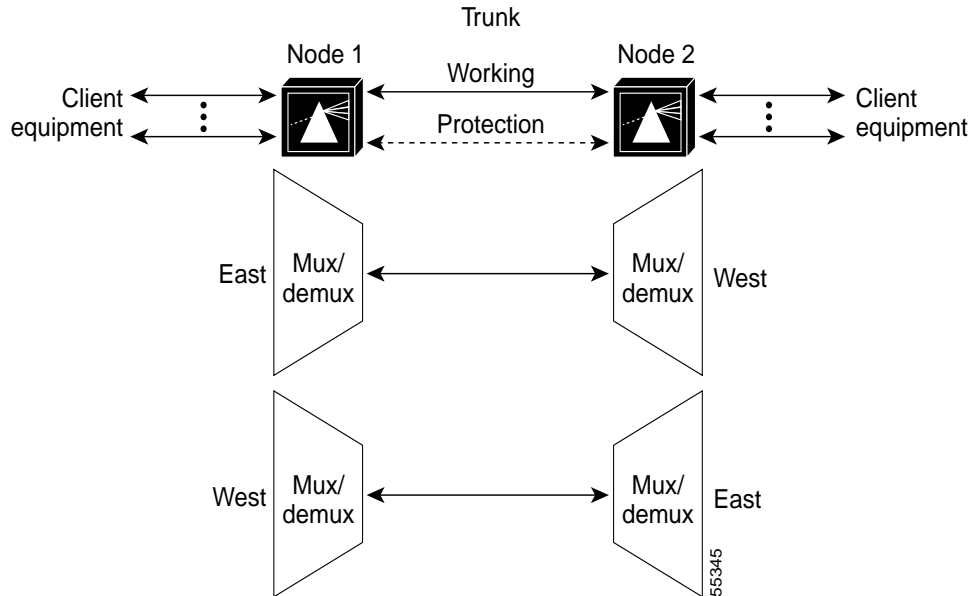 Trunk
Node 1
Node 2
Working
Client
equipment
Client
equipment
Protection
East
Mux/
demux
Mux/
demux
West
West
Mux/
demux
Mux/
demux
East
55345